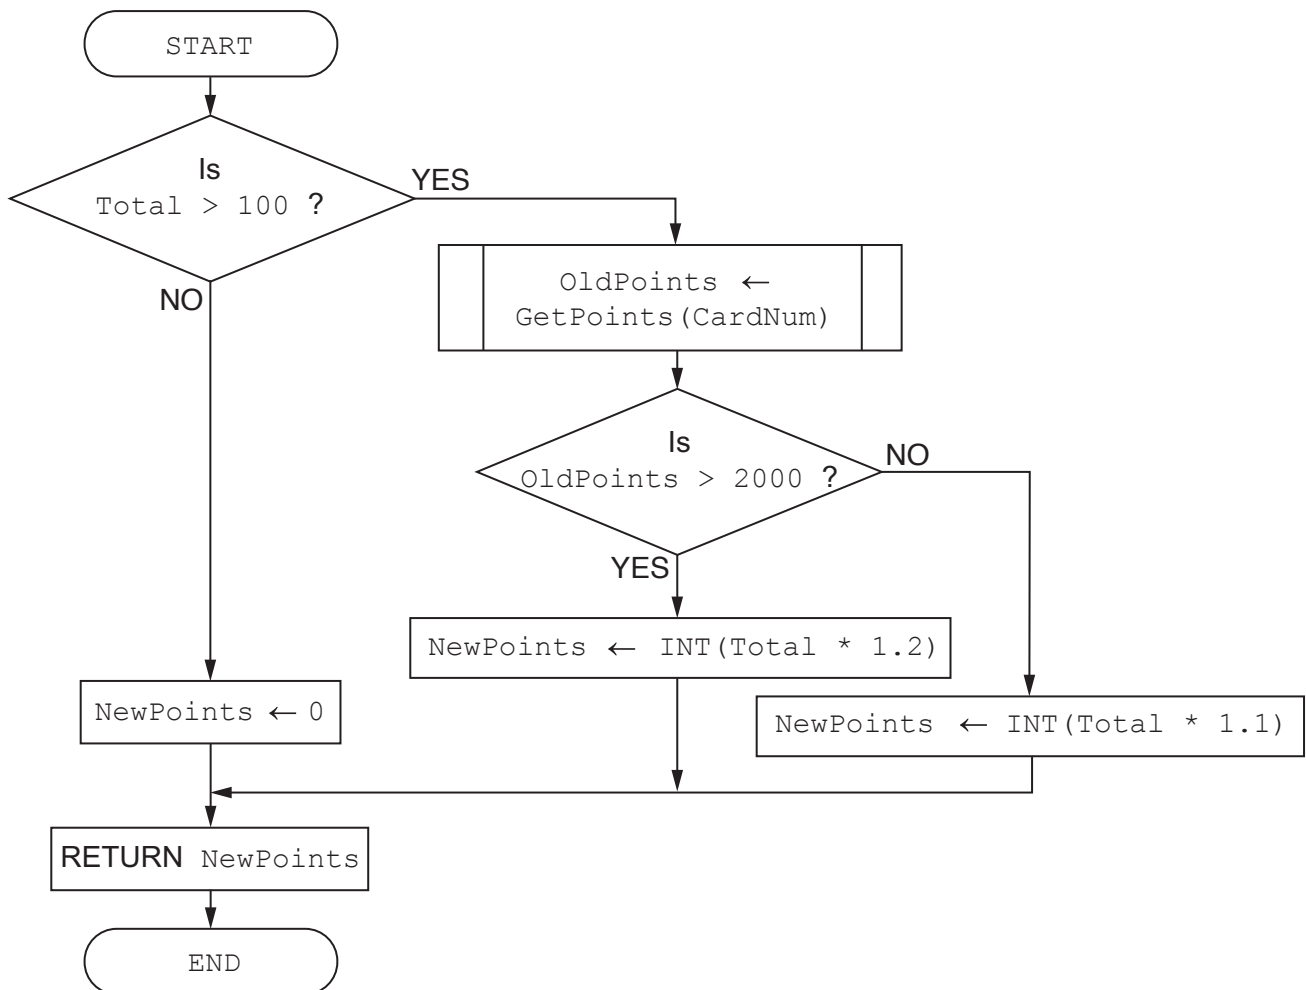 START
Is
Total > 100 ?
YES
NO
OldPoints ←
GetPoints(CardNum)
Is
OldPoints > 2000 ?
NO
YES
NewPoints ← INT(Total * 1.2)
NewPoints ← 0
NewPoints ← INT(Total * 1.1)
RETURN NewPoints
END